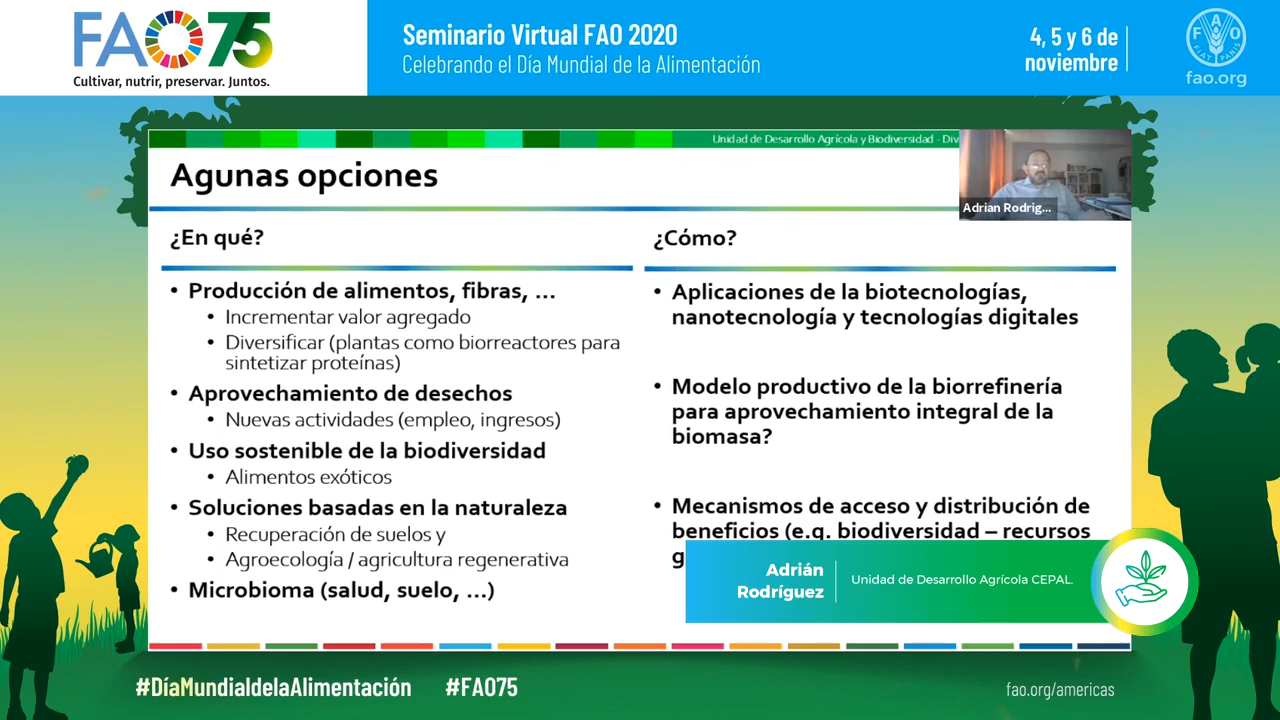 FAO75
Cultivar, nutrir, preservar. Juntos.
Seminario Virtual FAO 2020
Celebrando el Día Mundial de la Alimentación
4, 5 y 6 de
noviembre
FAO
FIAT PANIS
fao.org
Unidad de Desarrollo Agrícola y Biodiversidad - Div
Agunas opciones
Adrian Rodrig...
¿En qué?
• Producción de alimentos, fibras, ...
• Incrementar valor agregado
• Diversificar (plantas como biorreactores para
sintetizar proteínas)
• Aprovechamiento de desechos
• Nuevas actividades (empleo, ingresos)
• Uso sostenible de la biodiversidad
• Alimentos exóticos
• Soluciones basadas en la naturaleza
• Recuperación de suelos y
• Agroecología / agricultura regenerativa
• Microbioma (salud, suelo, ...)
¿Cómo?
• Aplicaciones de la biotecnologías,
nanotecnología y tecnologías digitales
• Modelo productivo de la biorrefinería
para aprovechamiento integral de la
biomasa?
• Mecanismos de acceso y distribución de
beneficios (e.g. biodiversidad – recursos
Adrián
Rodríguez
Unidad de Desarrollo Agrícola CEPAL.
#DíaMundialdelaAlimentación
#FAO75
fao.org/americas